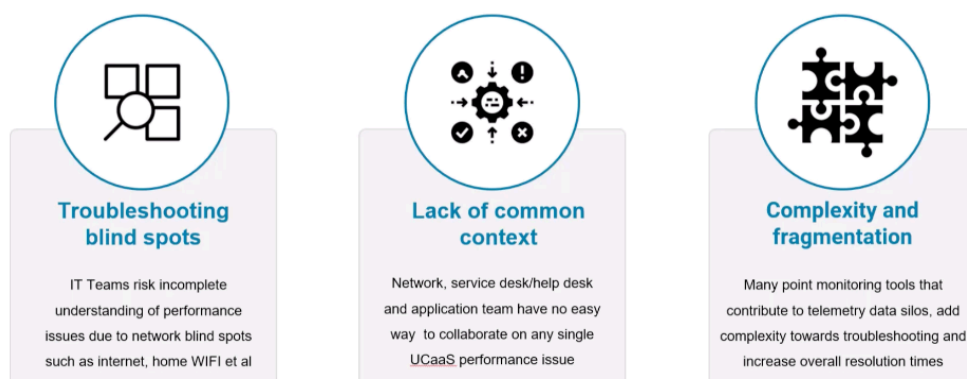 Troubleshooting
blind spots
IT Teams risk incomplete
understanding of performance
issues due to network blind spots
such as internet, home WIFI et al
Lack of common
context
Network, service desk/help desk
and application team have no easy
way to collaborate on any single
UCaaS performance issue
Complexity and
fragmentation
Many point monitoring tools that
contribute to telemetry data silos, add
complexity towards troubleshooting and
increase overall resolution times